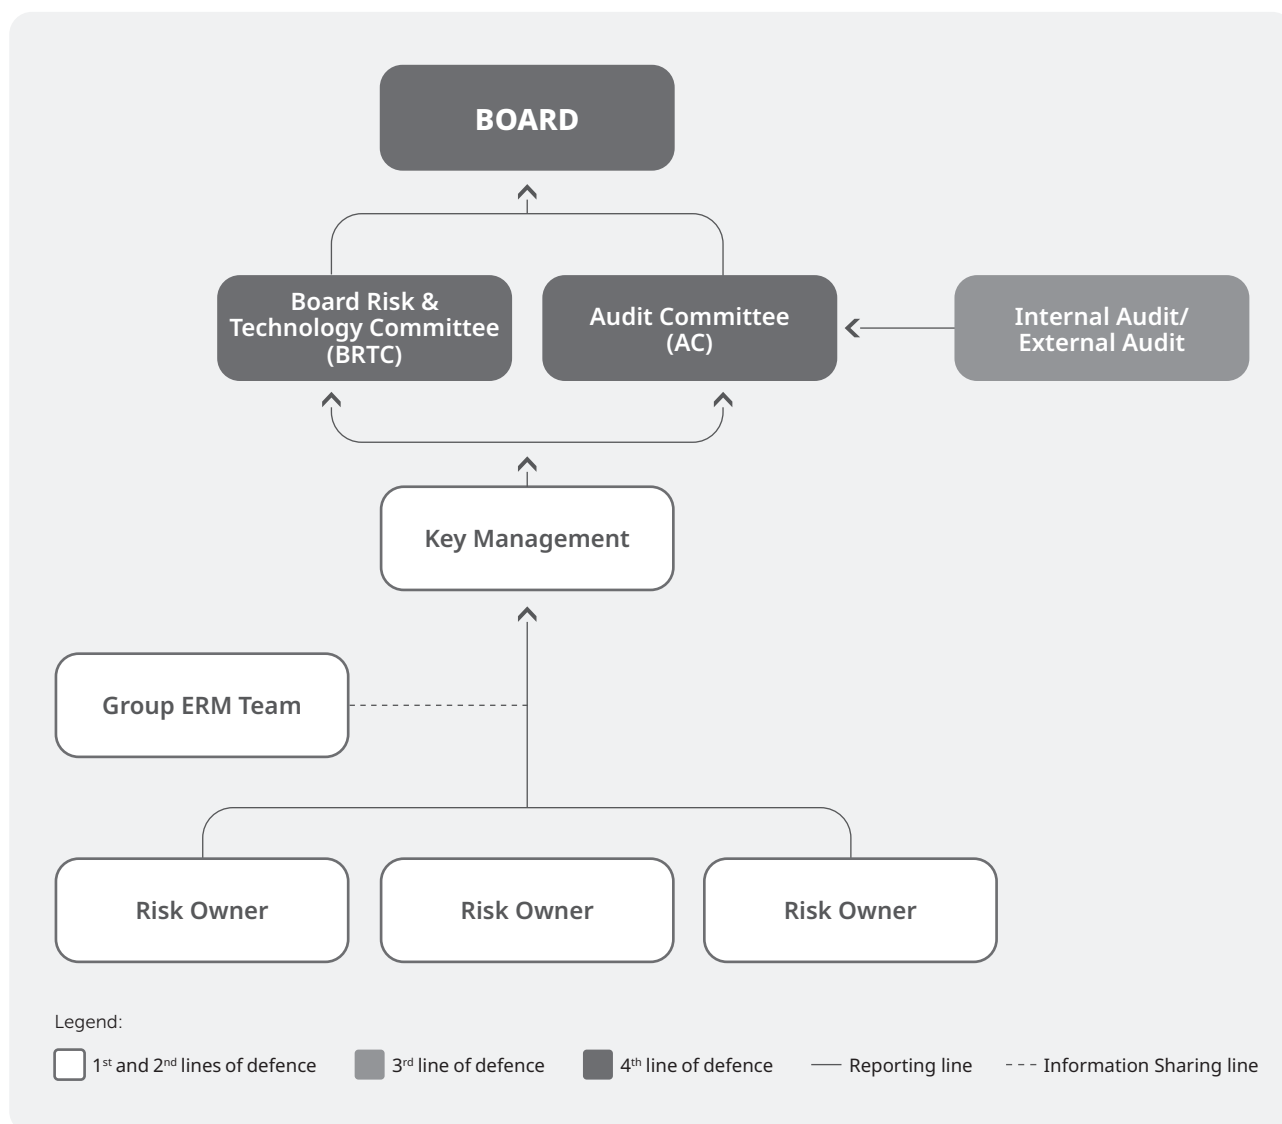 BOARD
Board Risk &
Technology Committee
(BRTC)
Audit Committee
(AC)
Internal Audit/
External Audit
Key Management
Group ERM Team
Risk Owner
Risk Owner
Risk Owner
Legend:
1st and 2nd lines of defence
3rd line of defence
4th line of defence
Reporting line
Information Sharing line